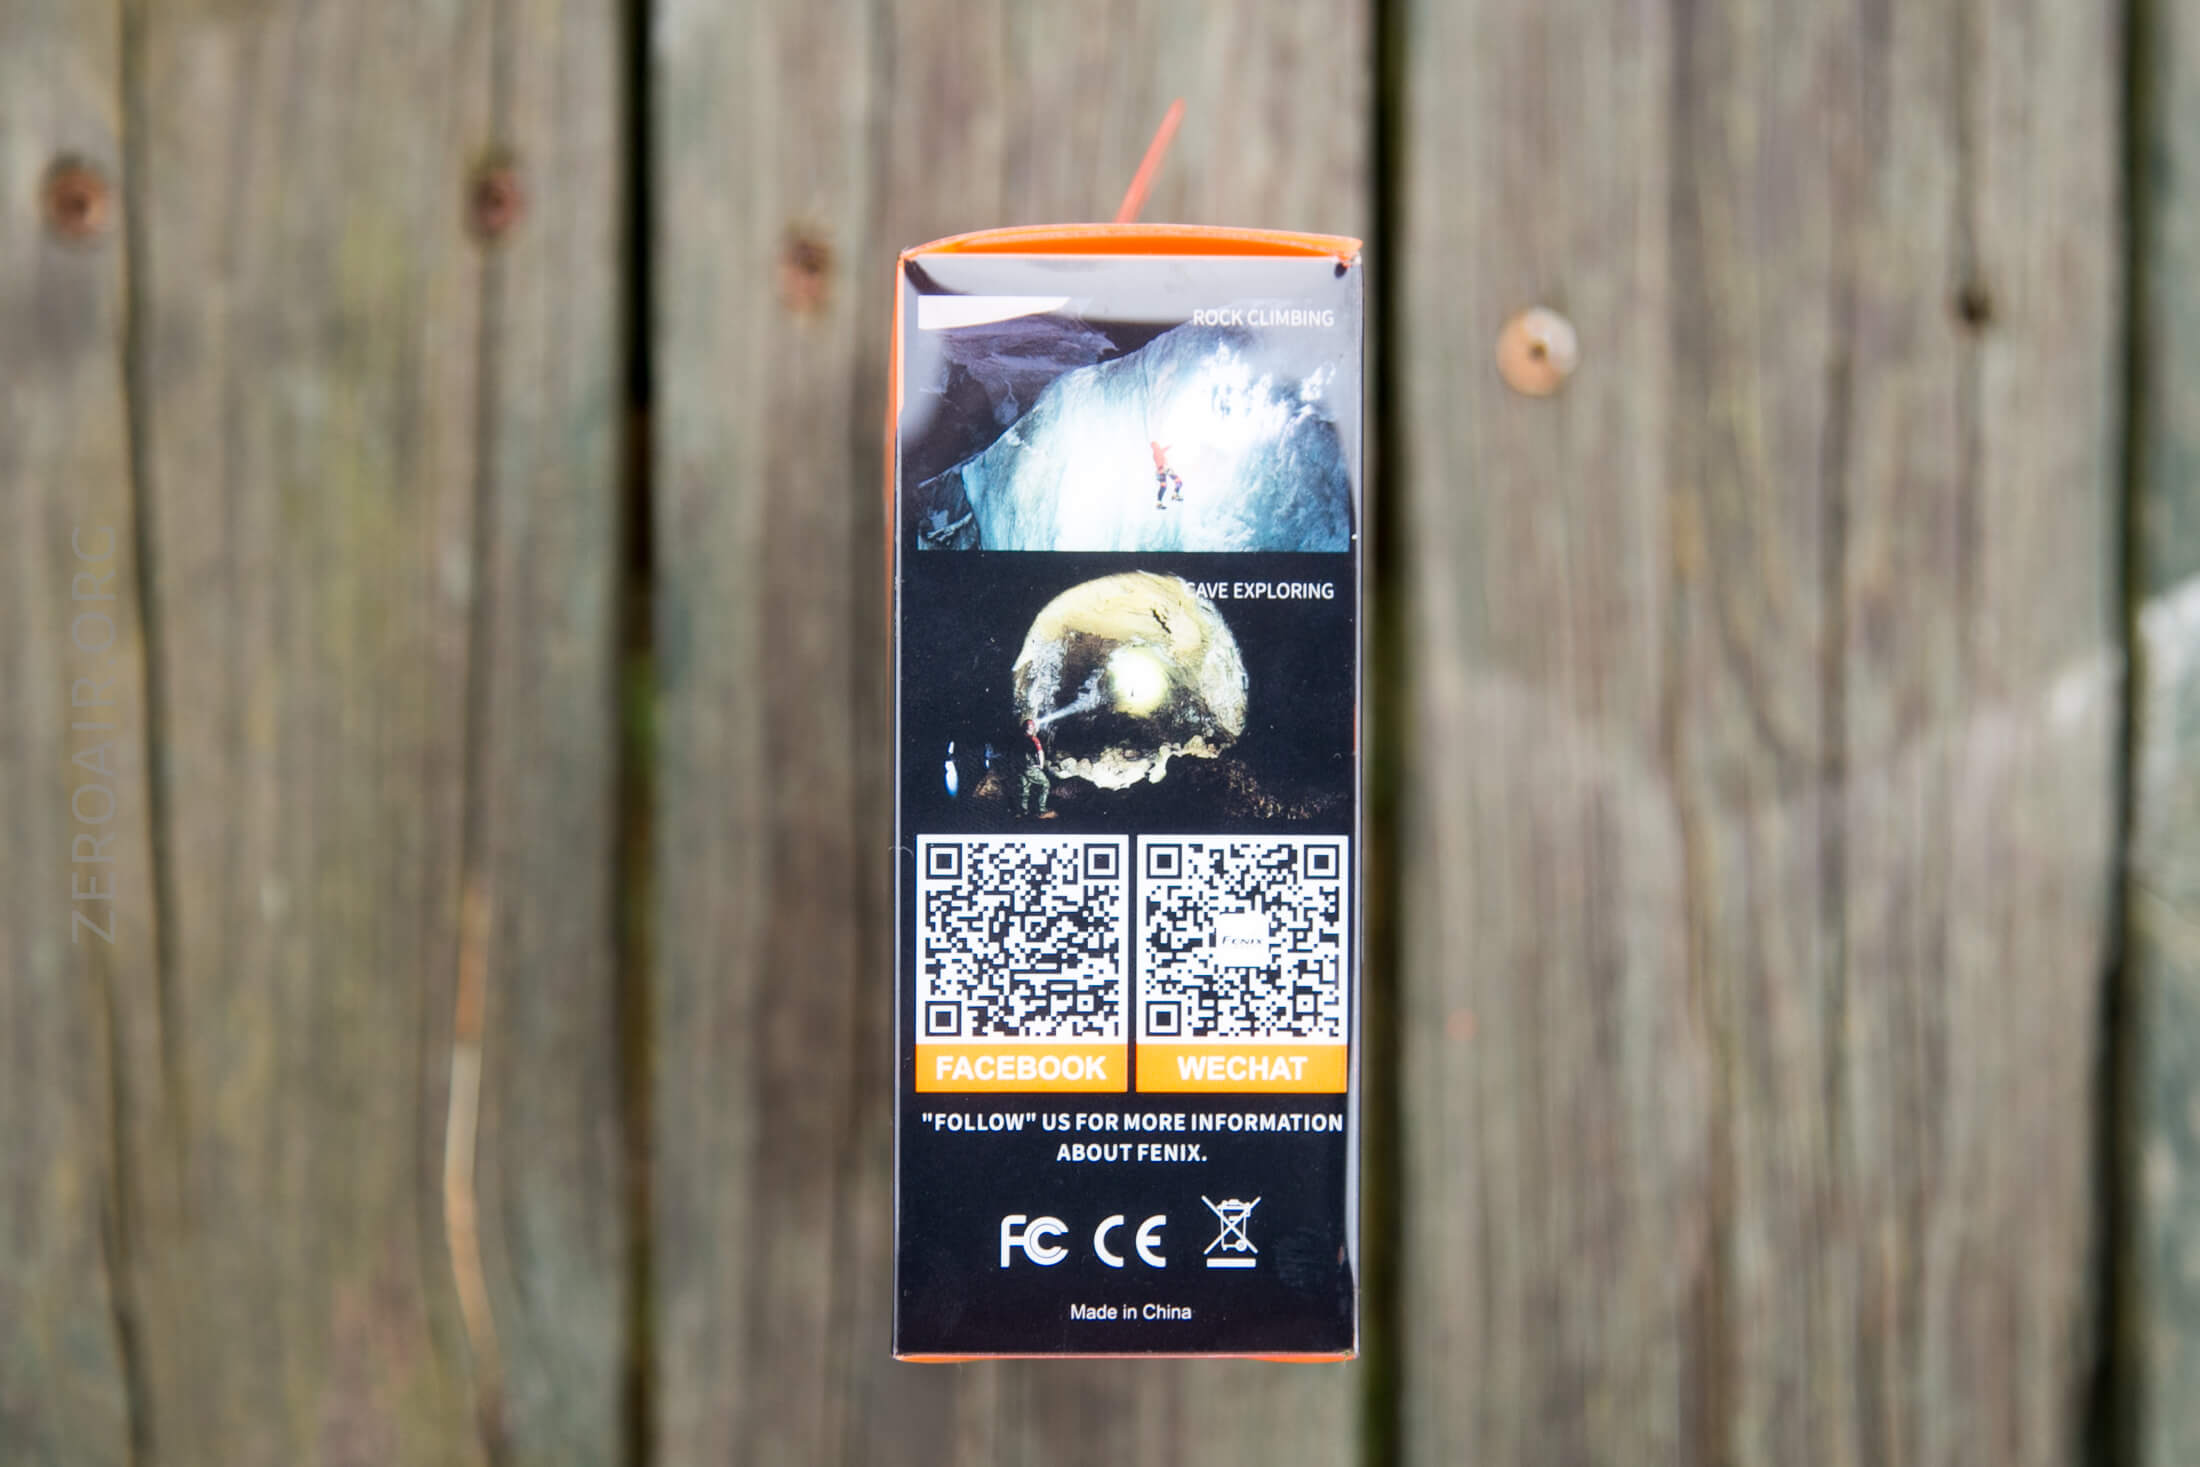 ROCK CLIMBING
CAVE EXPLORING
FENIX
FACEBOOK
WECHAT
"FOLLOW" US FOR MORE INFORMATION
ABOUT FENIX.
FC CE
Made in China
ZEROAIR.ORG